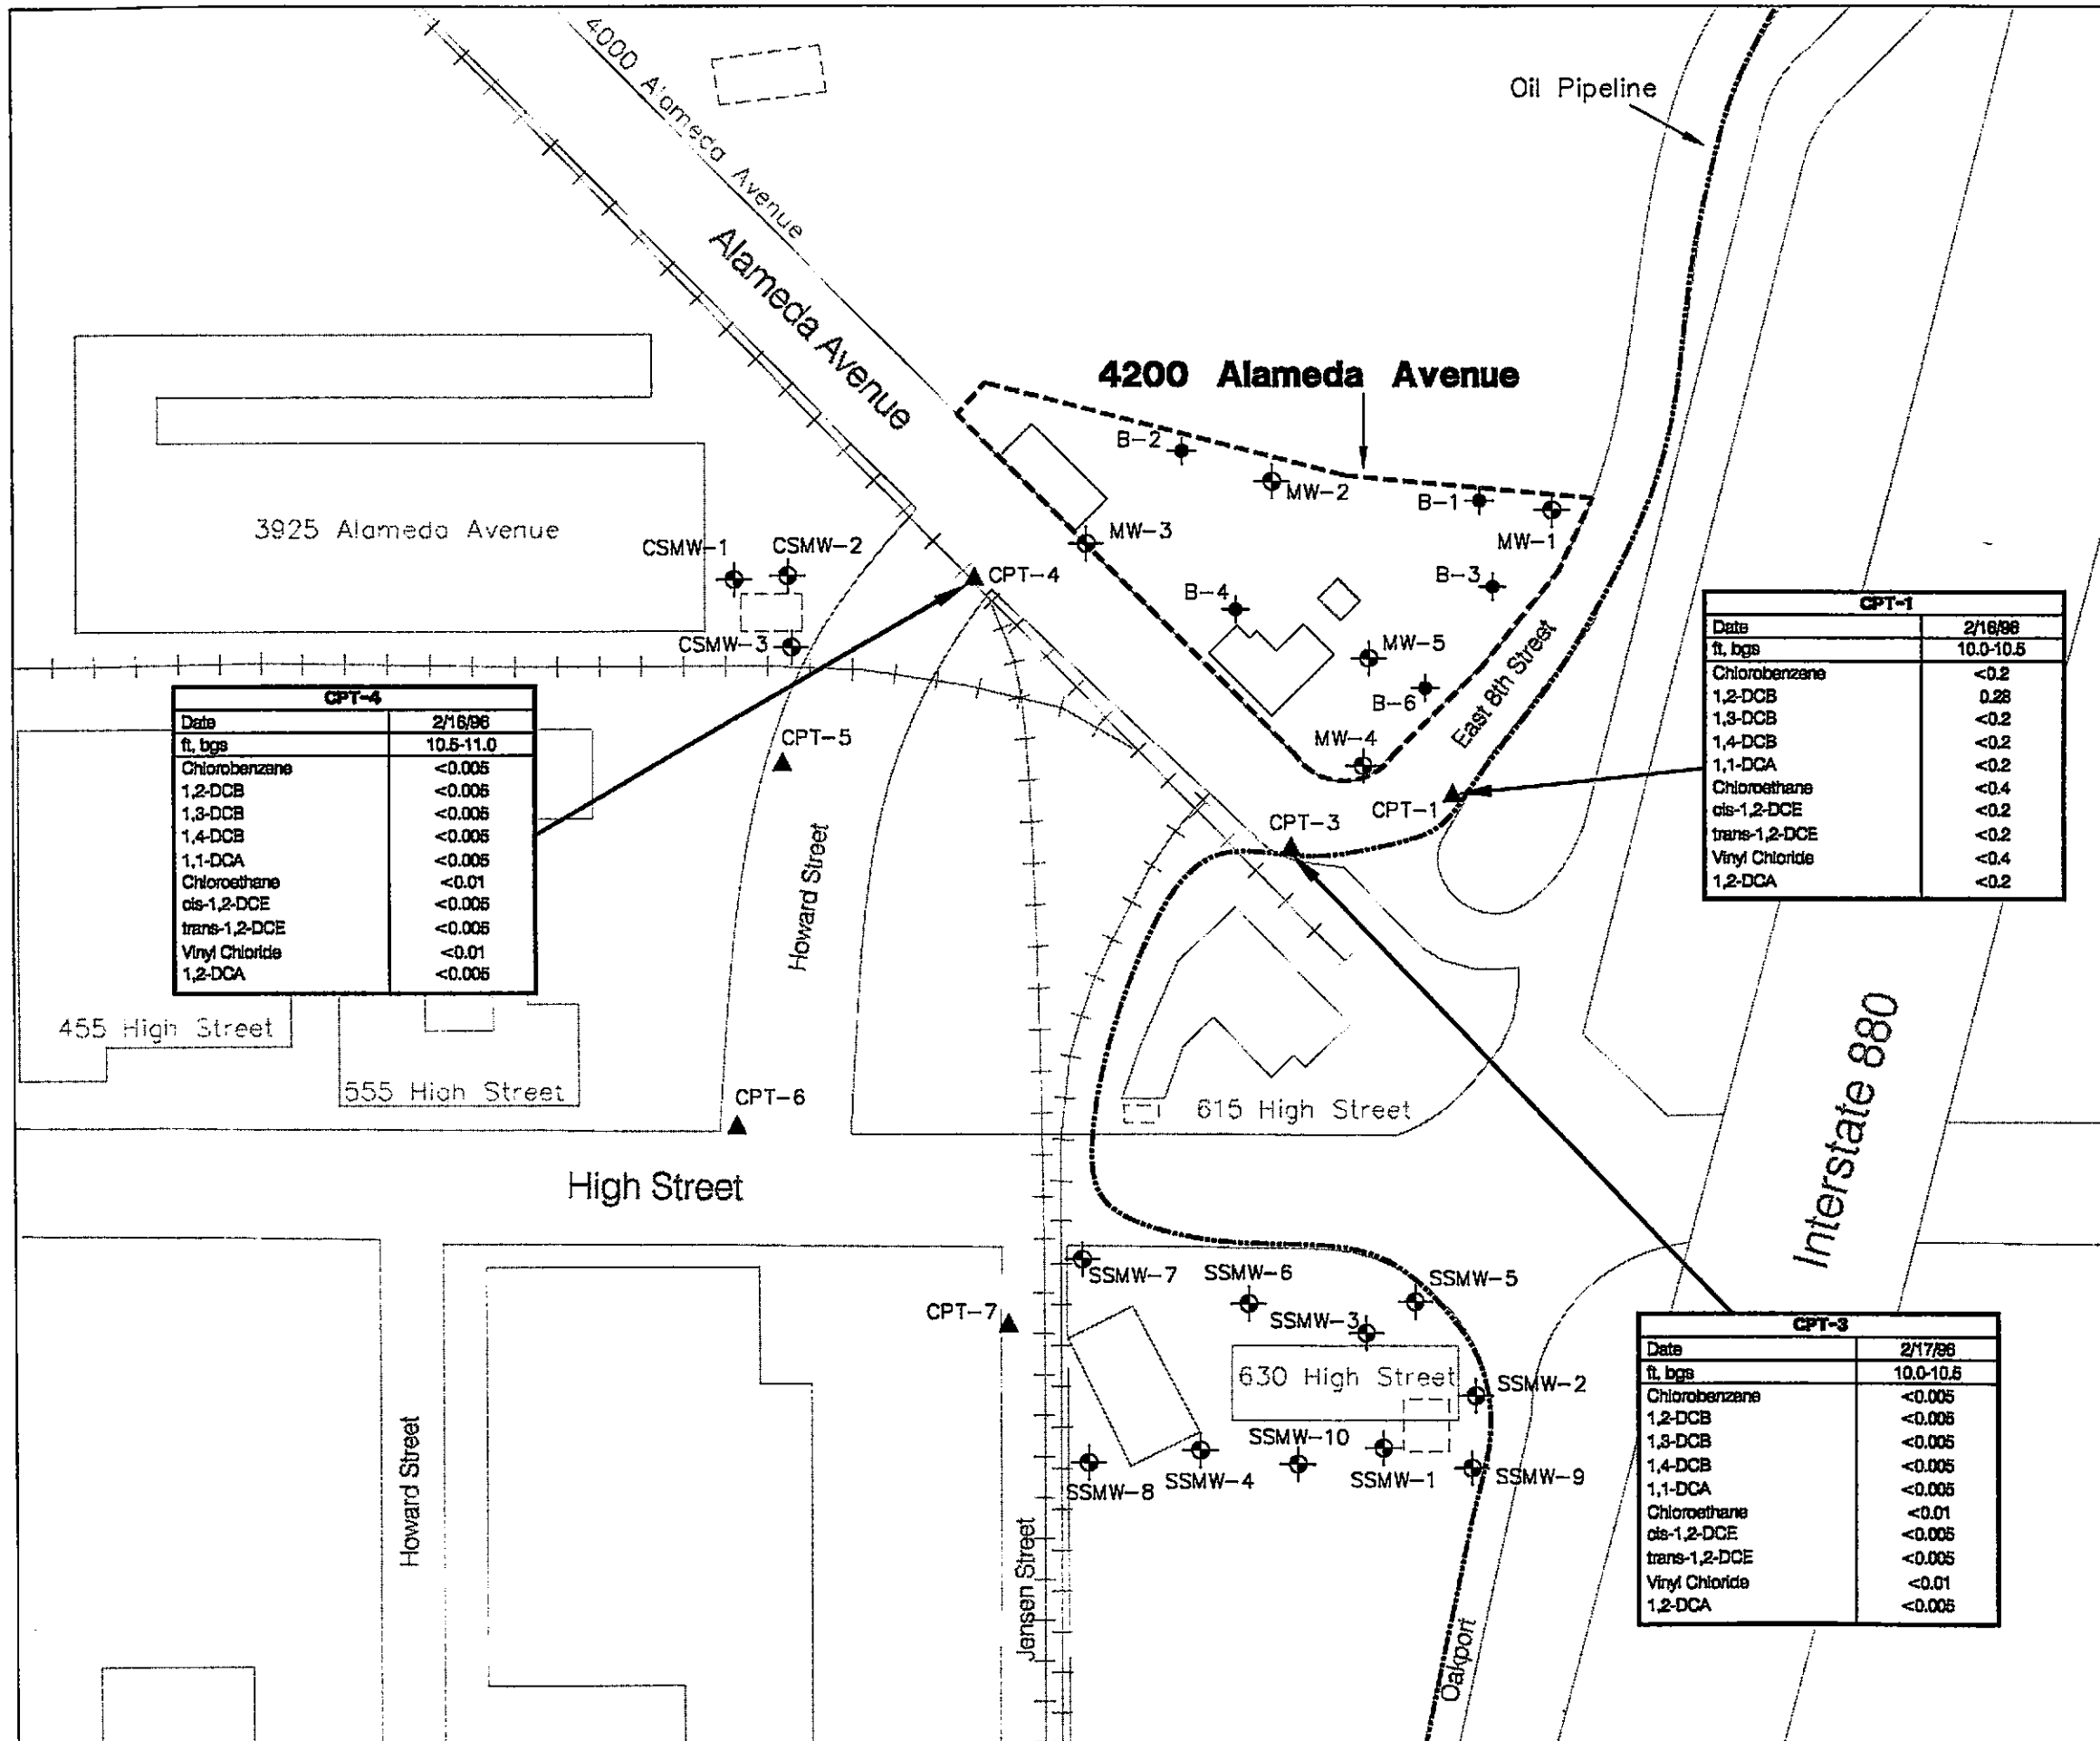 4000 Alameda Avenue
Oil Pipeline
Alameda Avenue
4200 Alameda Avenue
B-2
MW-2
B-1
MW-1
MW-3
3925 Alameda Avenue
CSMW-1
CSMW-2
CPT-4
B-3
B-4
CSMW-3
MW-5
B-6
East 8th Street
MW-4
CPT-5
CPT-1
CPT-3
CPT-1
Date 2/16/96
ft, bgs 10.0-10.5
Chlorobenzene <0.2
1,2-DCB 0.28
1,3-DCB <0.2
1,4-DCB <0.2
1,1-DCA <0.2
Chloroethane <0.4
cis-1,2-DCE <0.2
trans-1,2-DCE <0.2
Vinyl Chloride <0.4
1,2-DCA <0.2
CPT-4
Date 2/16/96
ft, bgs 10.5-11.0
Chlorobenzene <0.005
1,2-DCB <0.005
1,3-DCB <0.005
1,4-DCB <0.005
1,1-DCA <0.005
Chloroethane <0.01
cis-1,2-DCE <0.005
trans-1,2-DCE <0.005
Vinyl Chloride <0.01
1,2-DCA <0.005
Howard Street
455 High Street
555 High Street
CPT-6
615 High Street
Interstate 880
High Street
SSMW-7
SSMW-6
SSMW-5
CPT-7
SSMW-3
630 High Street
SSMW-2
SSMW-10
SSMW-8
SSMW-4
SSMW-1
SSMW-9
Howard Street
Jensen Street
Oakport
CPT-3
Date 2/17/96
ft, bgs 10.0-10.5
Chlorobenzene <0.005
1,2-DCB <0.005
1,3-DCB <0.005
1,4-DCB <0.005
1,1-DCA <0.005
Chloroethane <0.01
cis-1,2-DCE <0.005
trans-1,2-DCE <0.005
Vinyl Chloride <0.01
1,2-DCA <0.005